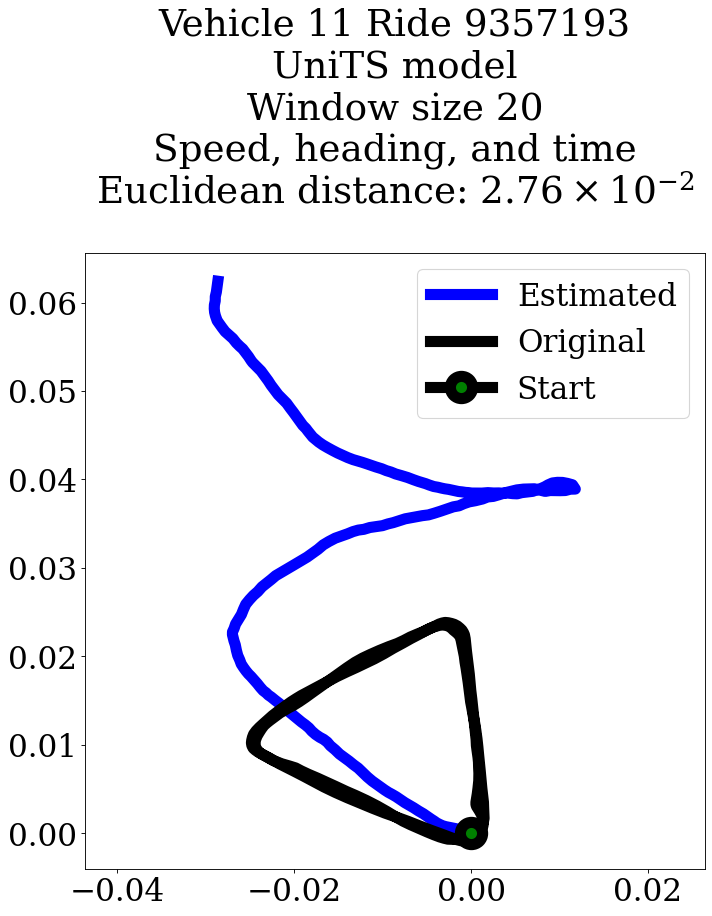 Vehicle 11 Ride 9357193
UniTS model
Window size 20
Speed, heading, and time
Euclidean distance: 2.76 × 10⁻²
Estimated
Original
Start
0.06
0.05
0.04
0.03
0.02
0.01
0.00
−0.04 −0.02 0.00 0.02